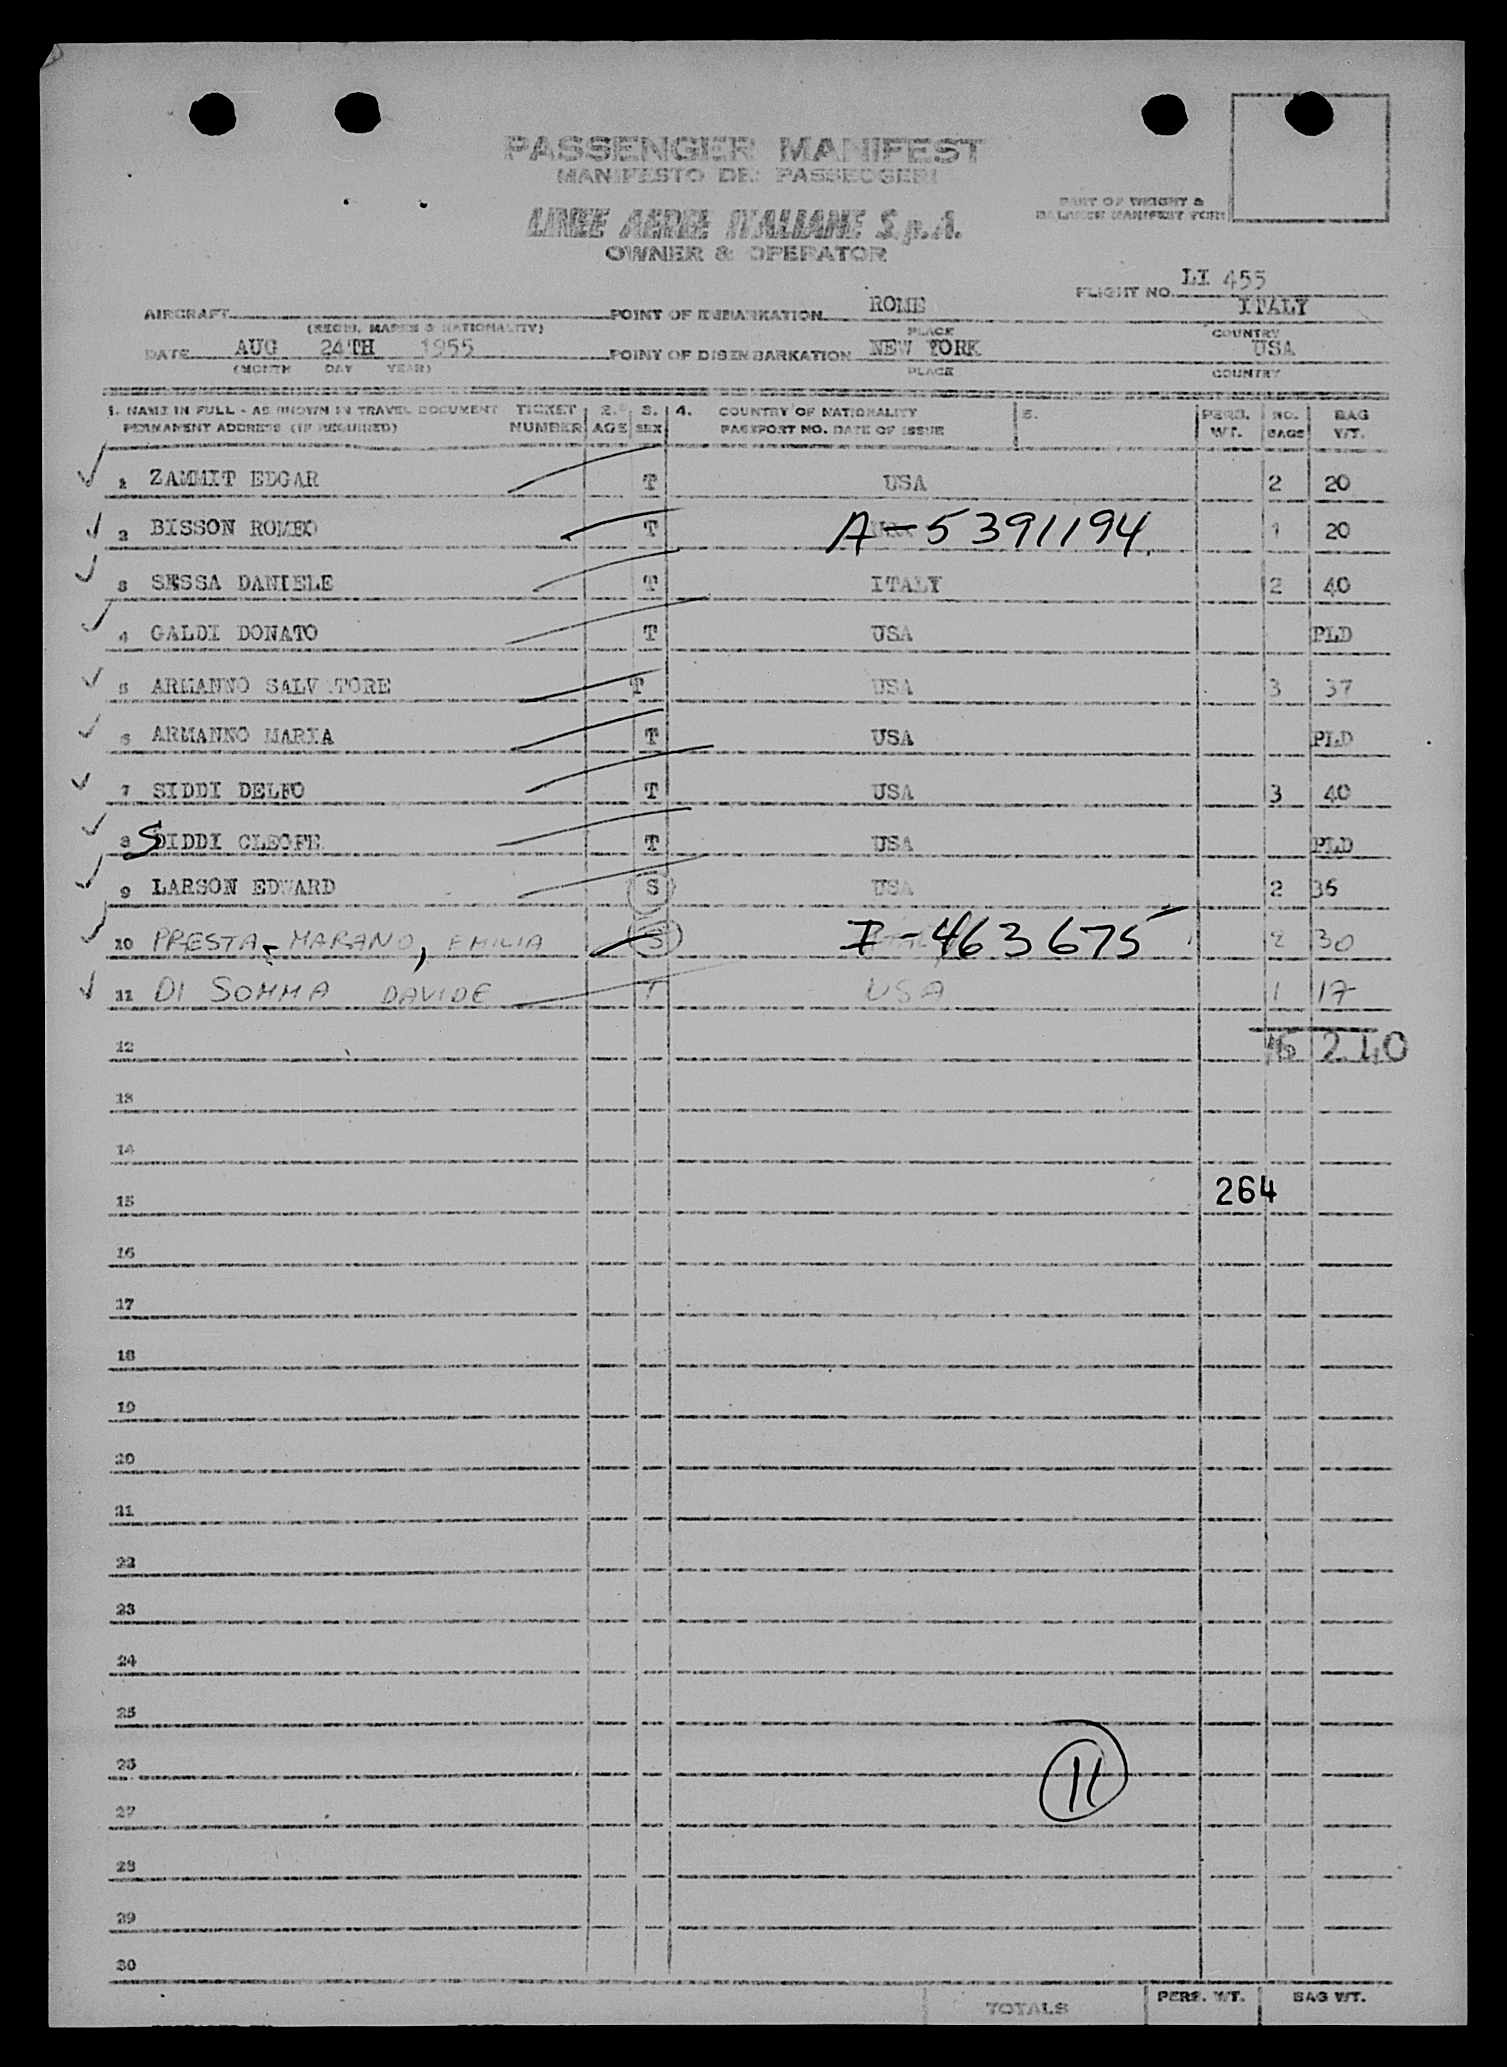 PASSENGER MANIFEST
MANIFESTO DEI PASSEGGERI
LINEE AEREE ITALIANE S.p.A.
OWNER & OPERATOR
PART OF WEIGHT &
BALANCE MANIFEST FORM
FLIGHT NO. LI 455
AIRCRAFT POINT OF EMBARKATION ROME ITALY
(REGIS. MARKS & NATIONALITY) PLACE COUNTRY
DATE AUG 24TH 1955 POINT OF DISEMBARKATION NEW YORK USA
(MONTH DAY YEAR) PLACE COUNTRY
1. NAME IN FULL - AS SHOWN IN TRAVEL DOCUMENT TICKET 2. 3. 4. COUNTRY OF NATIONALITY 5. PERS. NO. BAG
PERMANENT ADDRESS (IF REQUIRED) NUMBER AGE SEX PASSPORT NO. DATE OF ISSUE WT. BAGS WT.
1 ZAMMIT EDGAR T USA 2 20
2 BISSON ROMEO T A-5391194 1 20
3 SESSA DANIELE T ITALY 2 40
4 GALDI DONATO T USA PLD
5 ARMANNO SALV TORE T USA 3 37
6 ARMANNO MARIA T USA PLD
7 SIDDI DELFO T USA 3 40
8 SIDDI CLEOFE T USA PLD
9 LARSON EDWARD S USA 2 36
10 PRESTA-MARANO, EMILIA S I-463675 2 30
11 DI SOMMA DAVIDE T USA 1 17
12 16 240
13
14
15 264
16
17
18
19
20
21
22
23
24
25
26 11
27
28
29
30
TOTALS PERS. WT. BAG WT.